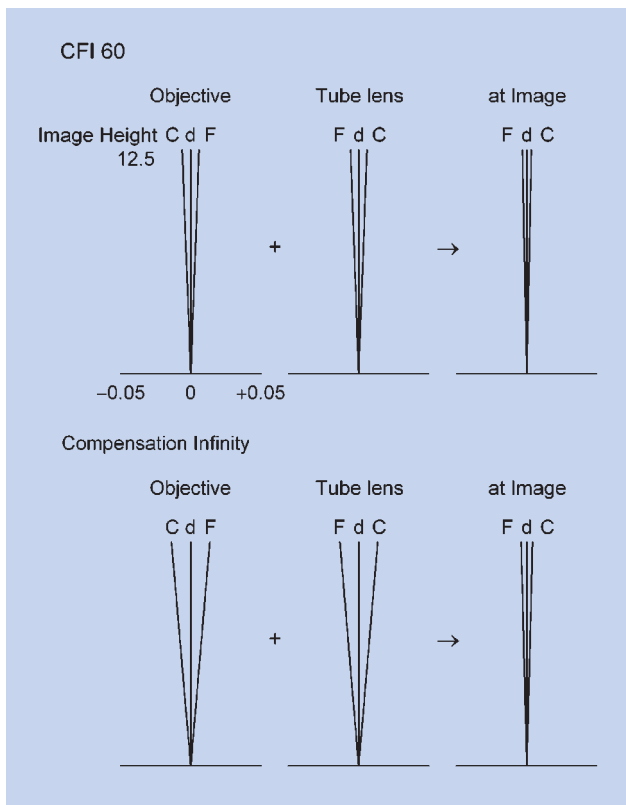 CFI 60
Objective Tube lens at Image
Image Height C d F F d C F d C
12.5
+ →
−0.05 0 +0.05
Compensation Infinity
Objective Tube lens at Image
C d F F d C F d C
+ →